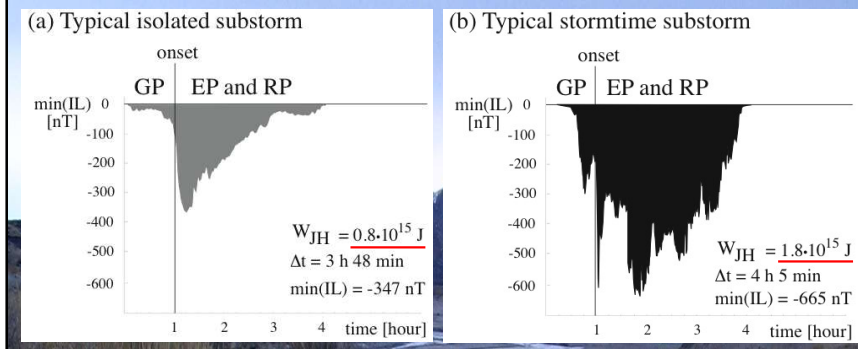 (a) Typical isolated substorm
onset
GP EP and RP
min(IL) 0
[nT]
-100
-200
-300
-400
-500
-600
W_JH = 0.8•10^15 J
Δt = 3 h 48 min
min(IL) = -347 nT
1 2 3 4 time [hour]
(b) Typical stormtime substorm
onset
GP EP and RP
min(IL) 0
[nT]
-100
-200
-300
-400
-500
-600
W_JH = 1.8•10^15 J
Δt = 4 h 5 min
min(IL) = -665 nT
1 2 3 4 time [hour]